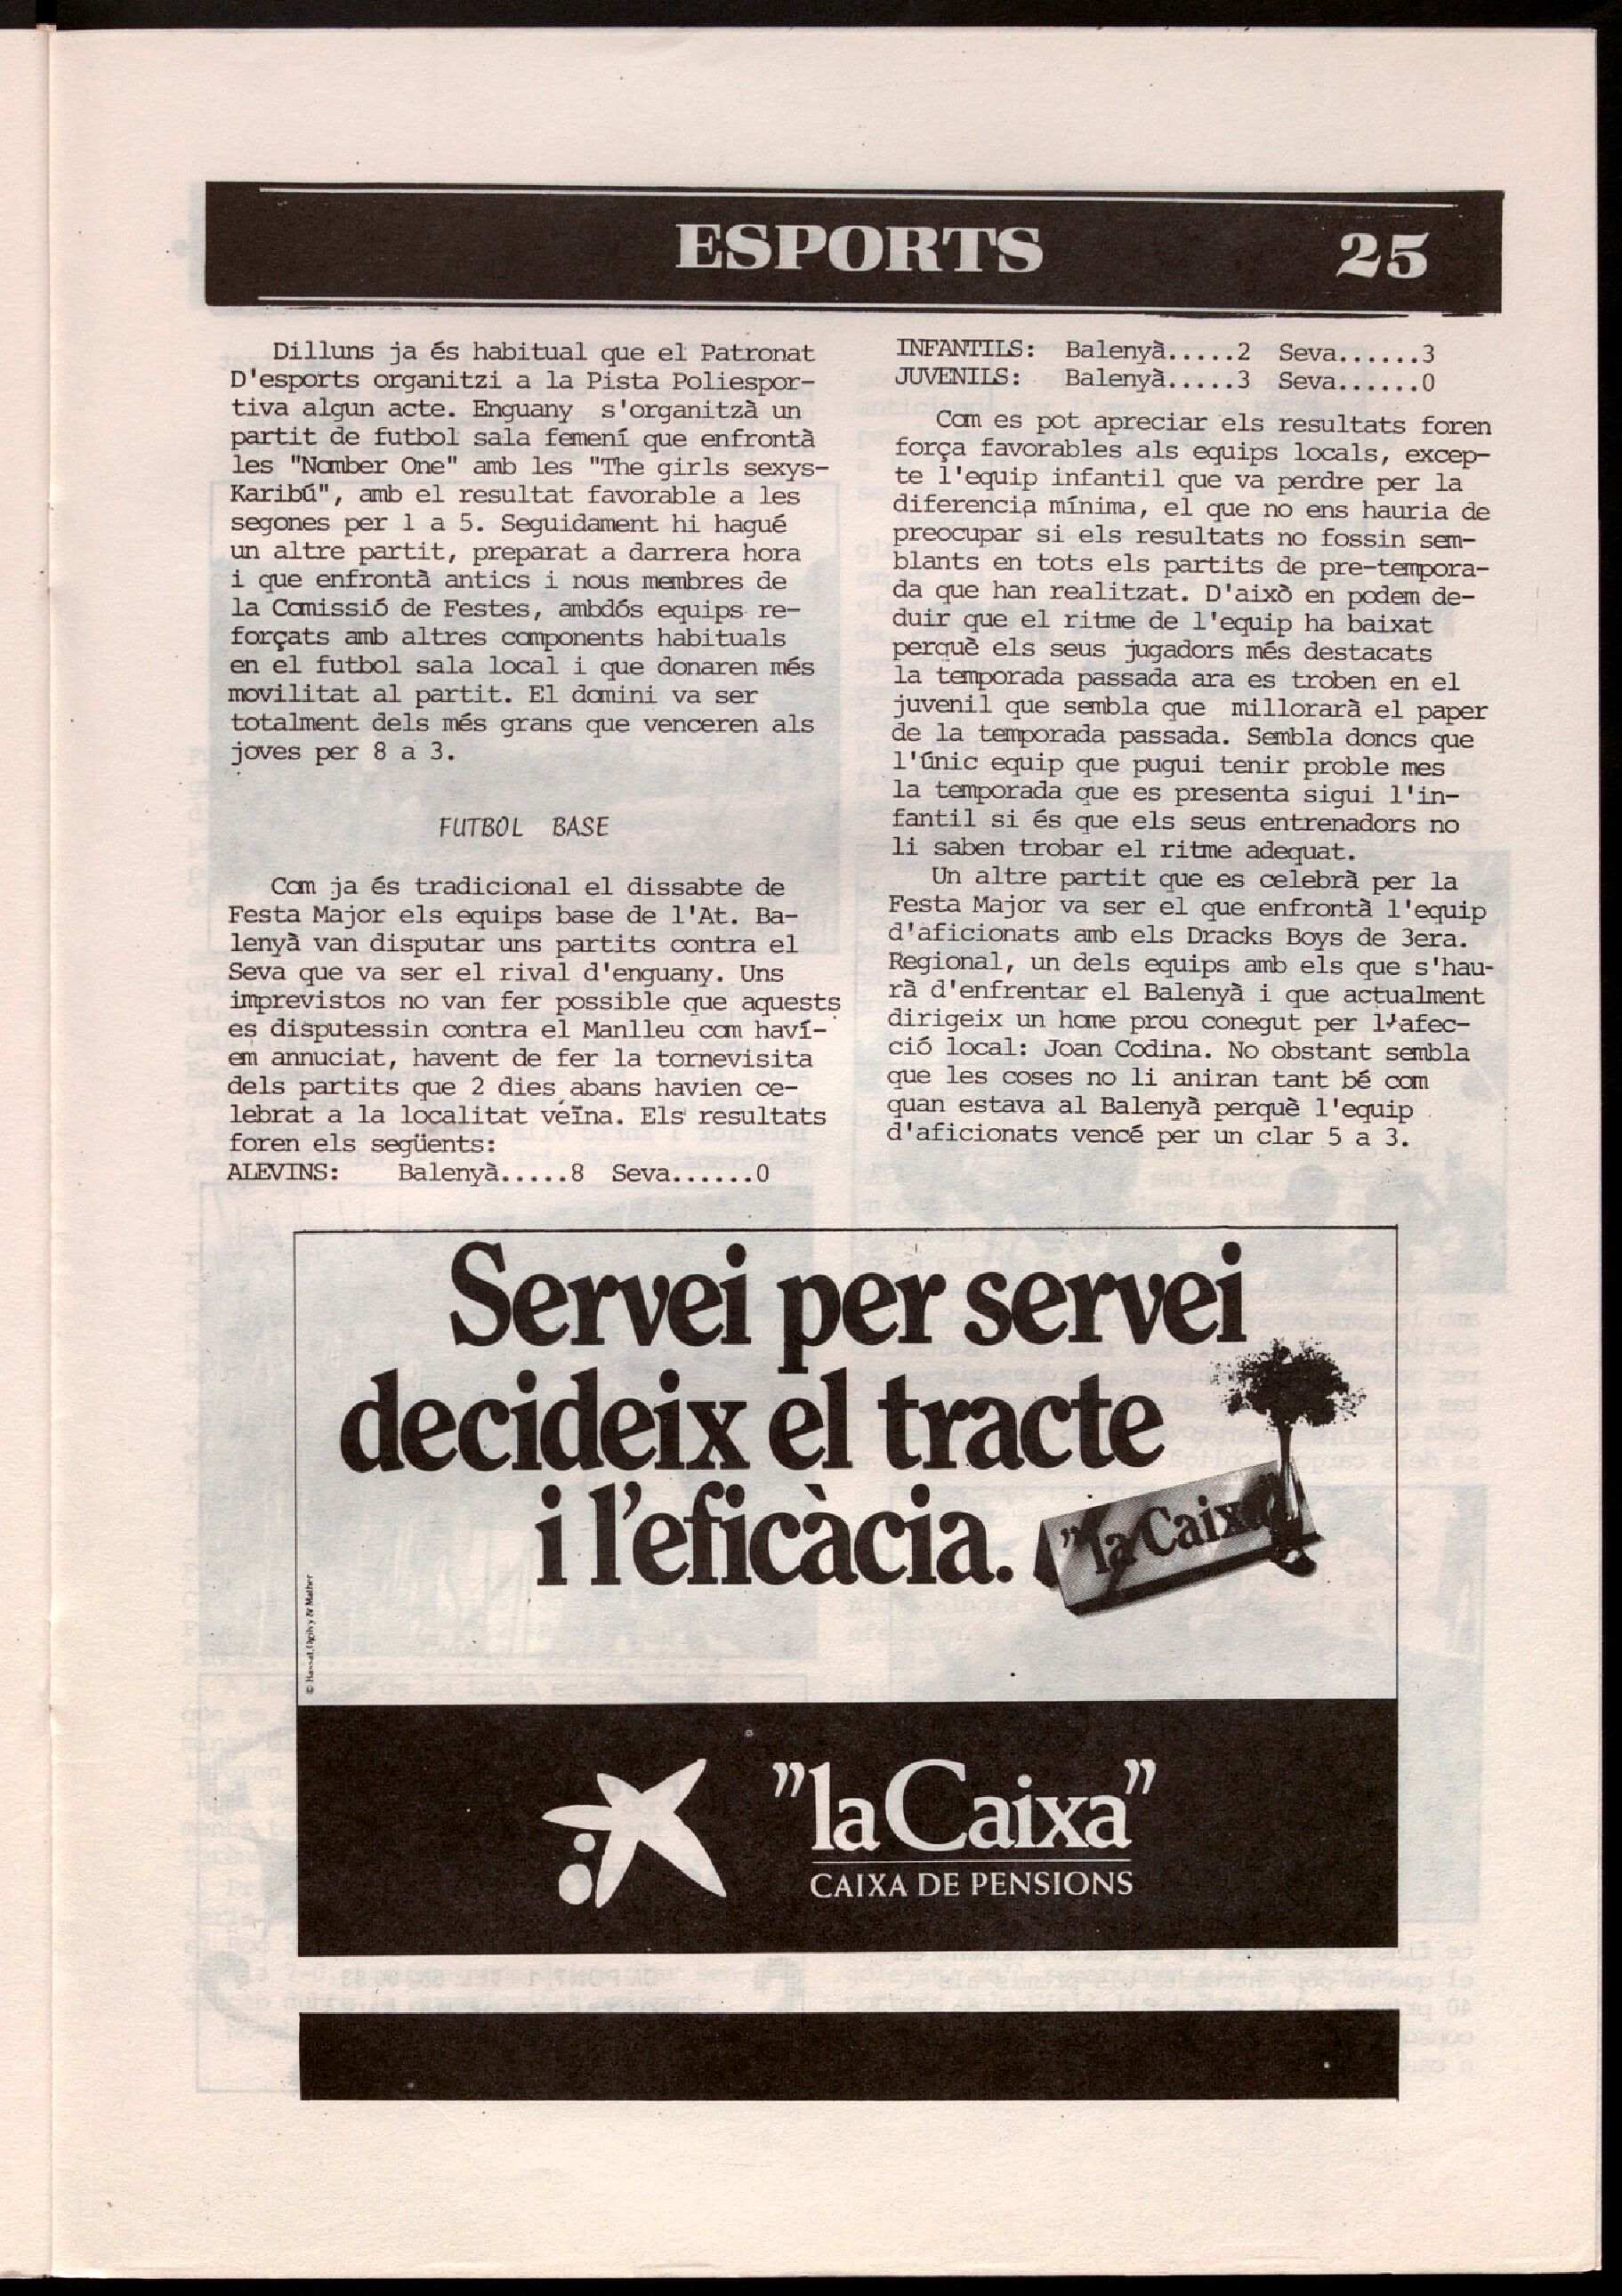 ESPORTS 25
Dilluns ja és habitual que el Patronat
D'esports organitzi a la Pista Poliespor-
tiva algun acte. Enguany s'organitzà un
partit de futbol sala femení que enfrontà
les "Nomber One" amb les "The girls sexys-
Karibú", amb el resultat favorable a les
segones per 1 a 5. Seguidament hi hagué
un altre partit, preparat a darrera hora
i que enfrontà antics i nous membres de
la Comissió de Festes, ambdós equips re-
forçats amb altres components habituals
en el futbol sala local i que donaren més
movilitat al partit. El domini va ser
totalment dels més grans que venceren als
joves per 8 a 3.
FUTBOL BASE
Com ja és tradicional el dissabte de
Festa Major els equips base de l'At. Ba-
lenyà van disputar uns partits contra el
Seva que va ser el rival d'enguany. Uns
imprevistos no van fer possible que aquests
es disputessin contra el Manlleu com haví-
em annuciat, havent de fer la tornevisita
dels partits que 2 dies abans havien ce-
lebrat a la localitat veïna. Els resultats
foren els següents:
ALEVINS: Balenyà.....8 Seva......0
INFANTILS: Balenyà.....2 Seva......3
JUVENILS: Balenyà.....3 Seva......0
Com es pot apreciar els resultats foren
força favorables als equips locals, excep-
te l'equip infantil que va perdre per la
diferencia mínima, el que no ens hauria de
preocupar si els resultats no fossin sem-
blants en tots els partits de pre-tempora-
da que han realitzat. D'això en podem de-
duir que el ritme de l'equip ha baixat
perquè els seus jugadors més destacats
la temporada passada ara es troben en el
juvenil que sembla que millorarà el paper
de la temporada passada. Sembla doncs que
l'únic equip que pugui tenir proble mes
la temporada que es presenta sigui l'in-
fantil si és que els seus entrenadors no
li saben trobar el ritme adequat.
Un altre partit que es celebrà per la
Festa Major va ser el que enfrontà l'equip
d'aficionats amb els Dracks Boys de 3era.
Regional, un dels equips amb els que s'hau-
rà d'enfrentar el Balenyà i que actualment
dirigeix un home prou conegut per l'afec-
ció local: Joan Codina. No obstant sembla
que les coses no li aniran tant bé com
quan estava al Balenyà perquè l'equip
d'aficionats vencé per un clar 5 a 3.
Servei per servei
decideix el tracte
i l'eficàcia.
"la Caixa"
© Bassat, Ogilvy & Mather
"la Caixa"
CAIXA DE PENSIONS